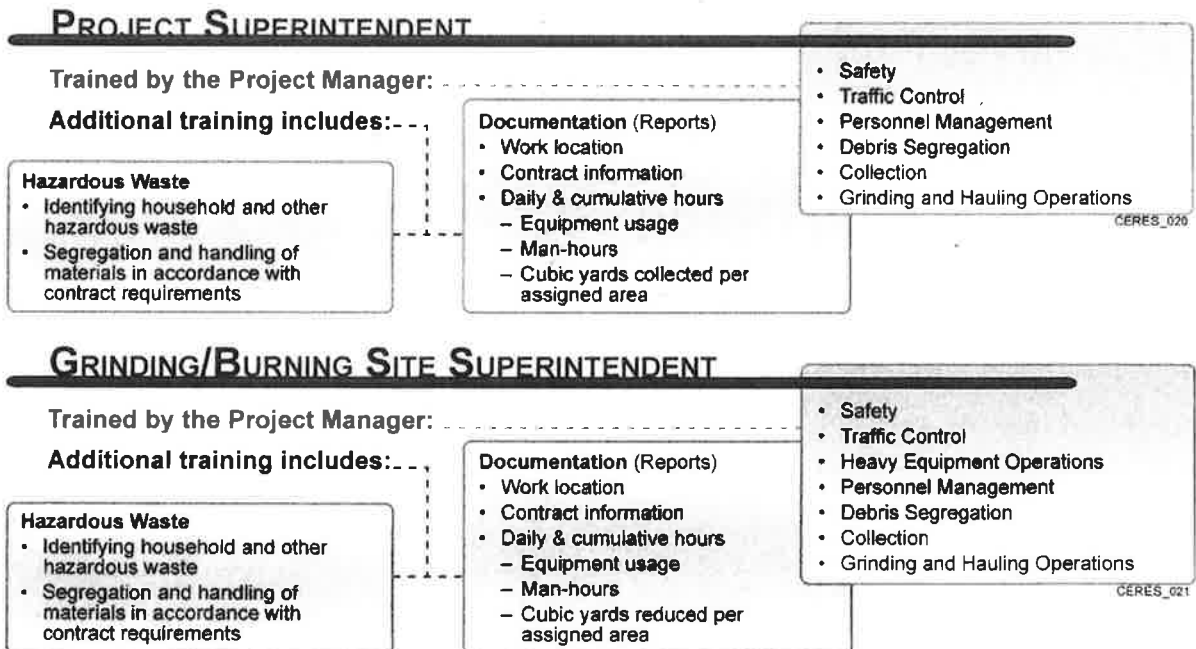 PROJECT SUPERINTENDENT
Trained by the Project Manager:
• Safety
• Traffic Control
• Personnel Management
• Debris Segregation
• Collection
• Grinding and Hauling Operations
CERES_020
Additional training includes:
Hazardous Waste
• Identifying household and other
hazardous waste
• Segregation and handling of
materials in accordance with
contract requirements
Documentation (Reports)
• Work location
• Contract information
• Daily & cumulative hours
– Equipment usage
– Man-hours
– Cubic yards collected per
assigned area
GRINDING/BURNING SITE SUPERINTENDENT
Trained by the Project Manager:
• Safety
• Traffic Control
• Heavy Equipment Operations
• Personnel Management
• Debris Segregation
• Collection
• Grinding and Hauling Operations
CERES_021
Additional training includes:
Hazardous Waste
• Identifying household and other
hazardous waste
• Segregation and handling of
materials in accordance with
contract requirements
Documentation (Reports)
• Work location
• Contract information
• Daily & cumulative hours
– Equipment usage
– Man-hours
– Cubic yards reduced per
assigned area